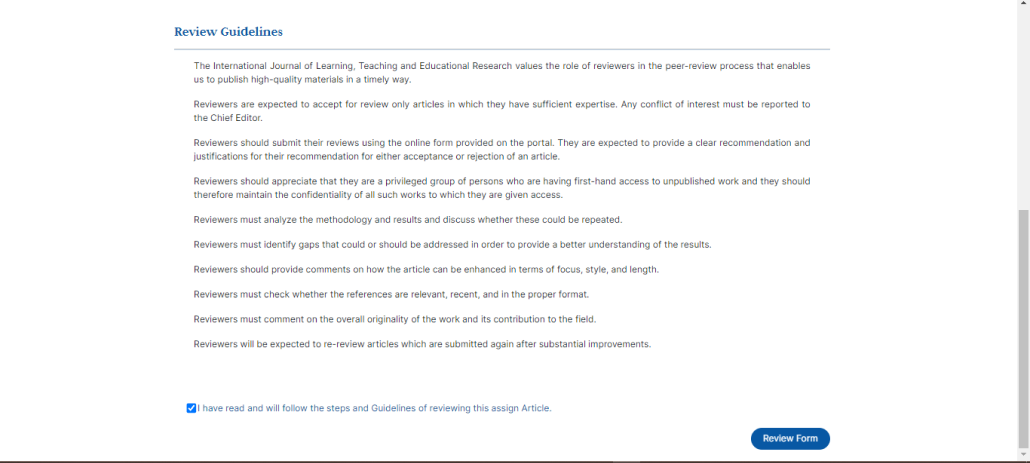 Review Guidelines
The International Journal of Learning, Teaching and Educational Research values the role of reviewers in the peer-review process that enables
us to publish high-quality materials in a timely way.
Reviewers are expected to accept for review only articles in which they have sufficient expertise. Any conflict of interest must be reported to
the Chief Editor.
Reviewers should submit their reviews using the online form provided on the portal. They are expected to provide a clear recommendation and
justifications for their recommendation for either acceptance or rejection of an article.
Reviewers should appreciate that they are a privileged group of persons who are having first-hand access to unpublished work and they should
therefore maintain the confidentiality of all such works to which they are given access.
Reviewers must analyze the methodology and results and discuss whether these could be repeated.
Reviewers must identify gaps that could or should be addressed in order to provide a better understanding of the results.
Reviewers should provide comments on how the article can be enhanced in terms of focus, style, and length.
Reviewers must check whether the references are relevant, recent, and in the proper format.
Reviewers must comment on the overall originality of the work and its contribution to the field.
Reviewers will be expected to re-review articles which are submitted again after substantial improvements.
I have read and will follow the steps and Guidelines of reviewing this assign Article.
Review Form